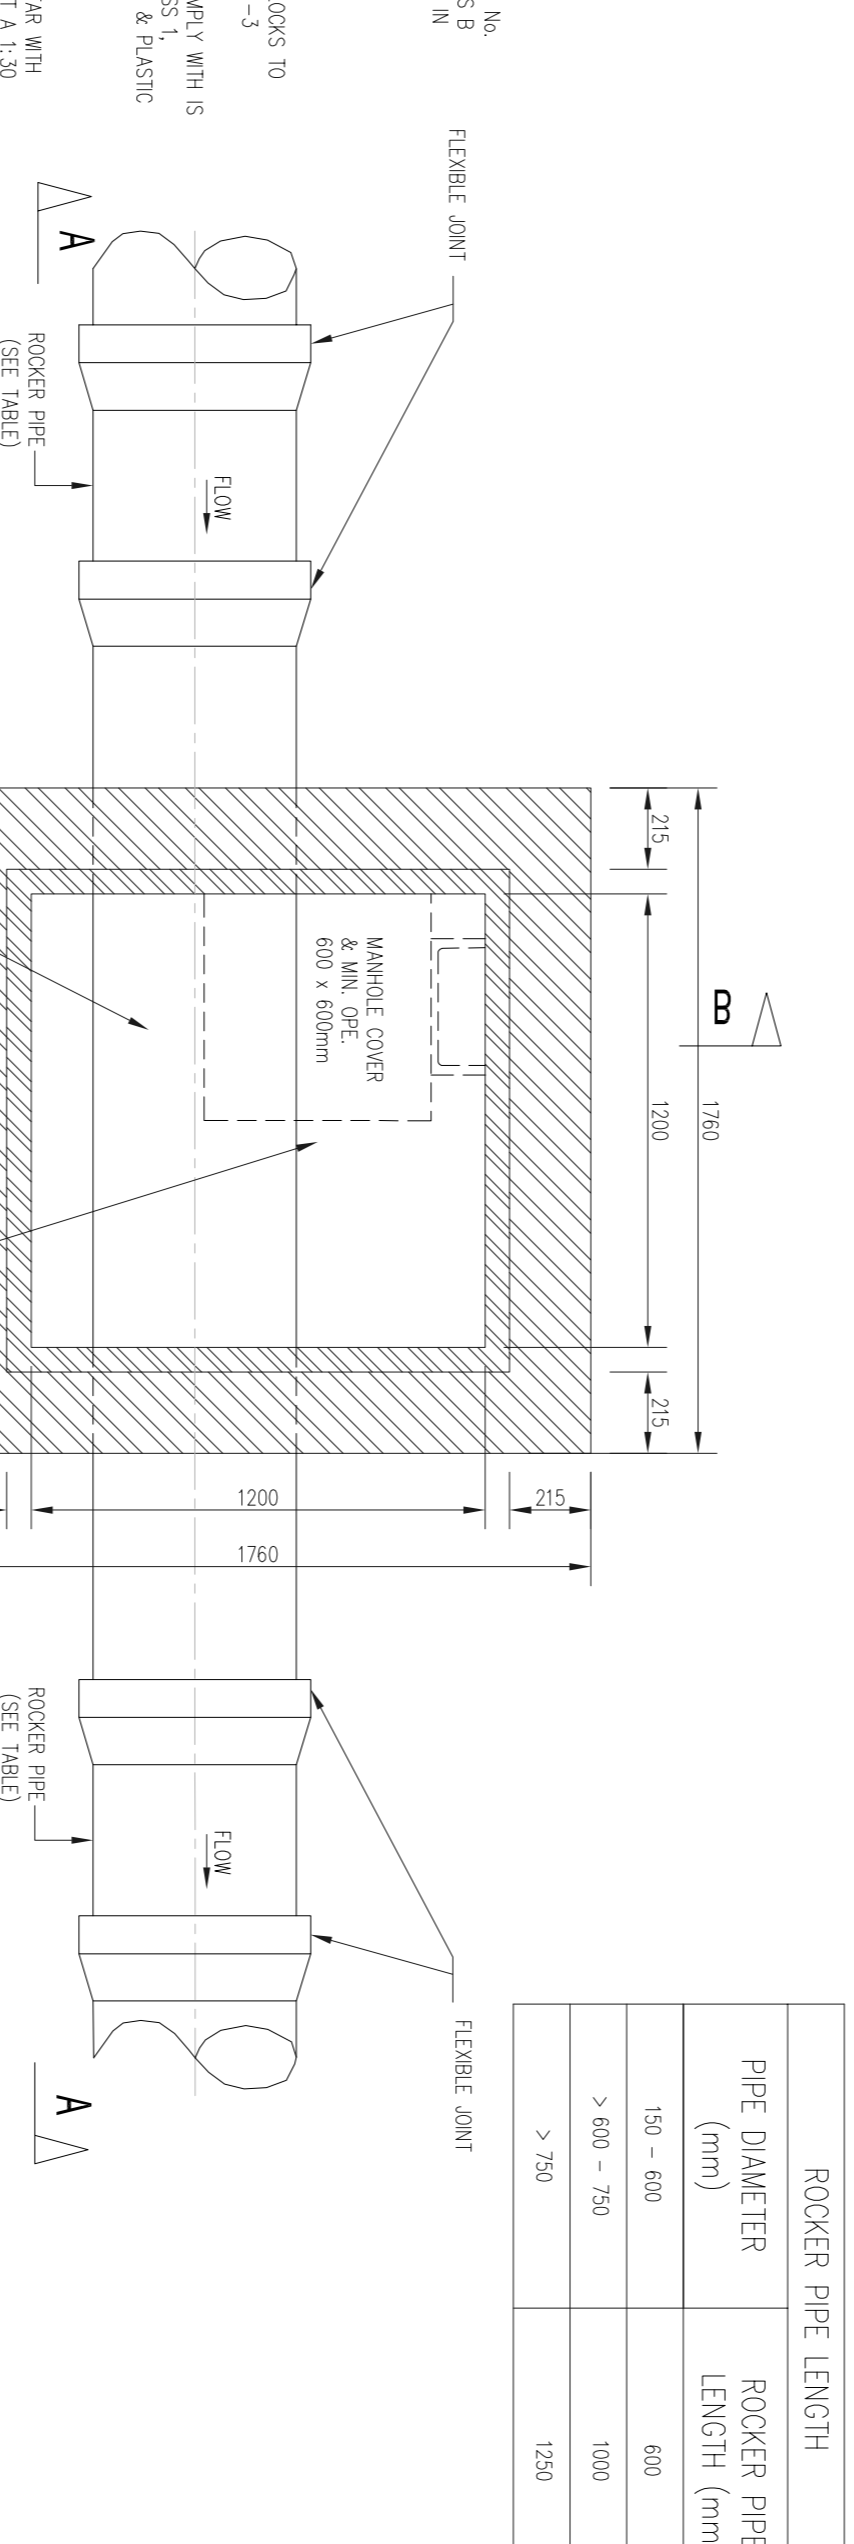 No.
S B
IN
LOCKS TO
-3
MPLY WITH IS
SS 1,
& PLASTIC
AR WITH
T A 1:30
FLEXIBLE JOINT
A
ROCKER PIPE
(SEE TABLE)
FLOW
215
1200
215
1760
B
MANHOLE COVER
& MIN. OPE.
600 x 600mm
1200
215
1760
ROCKER PIPE
(SEE TABLE)
FLOW
FLEXIBLE JOINT
A
ROCKER PIPE LENGTH
PIPE DIAMETER
(mm)
ROCKER PIPE
LENGTH (mm
150 - 600
600
> 600 - 750
1000
> 750
1250